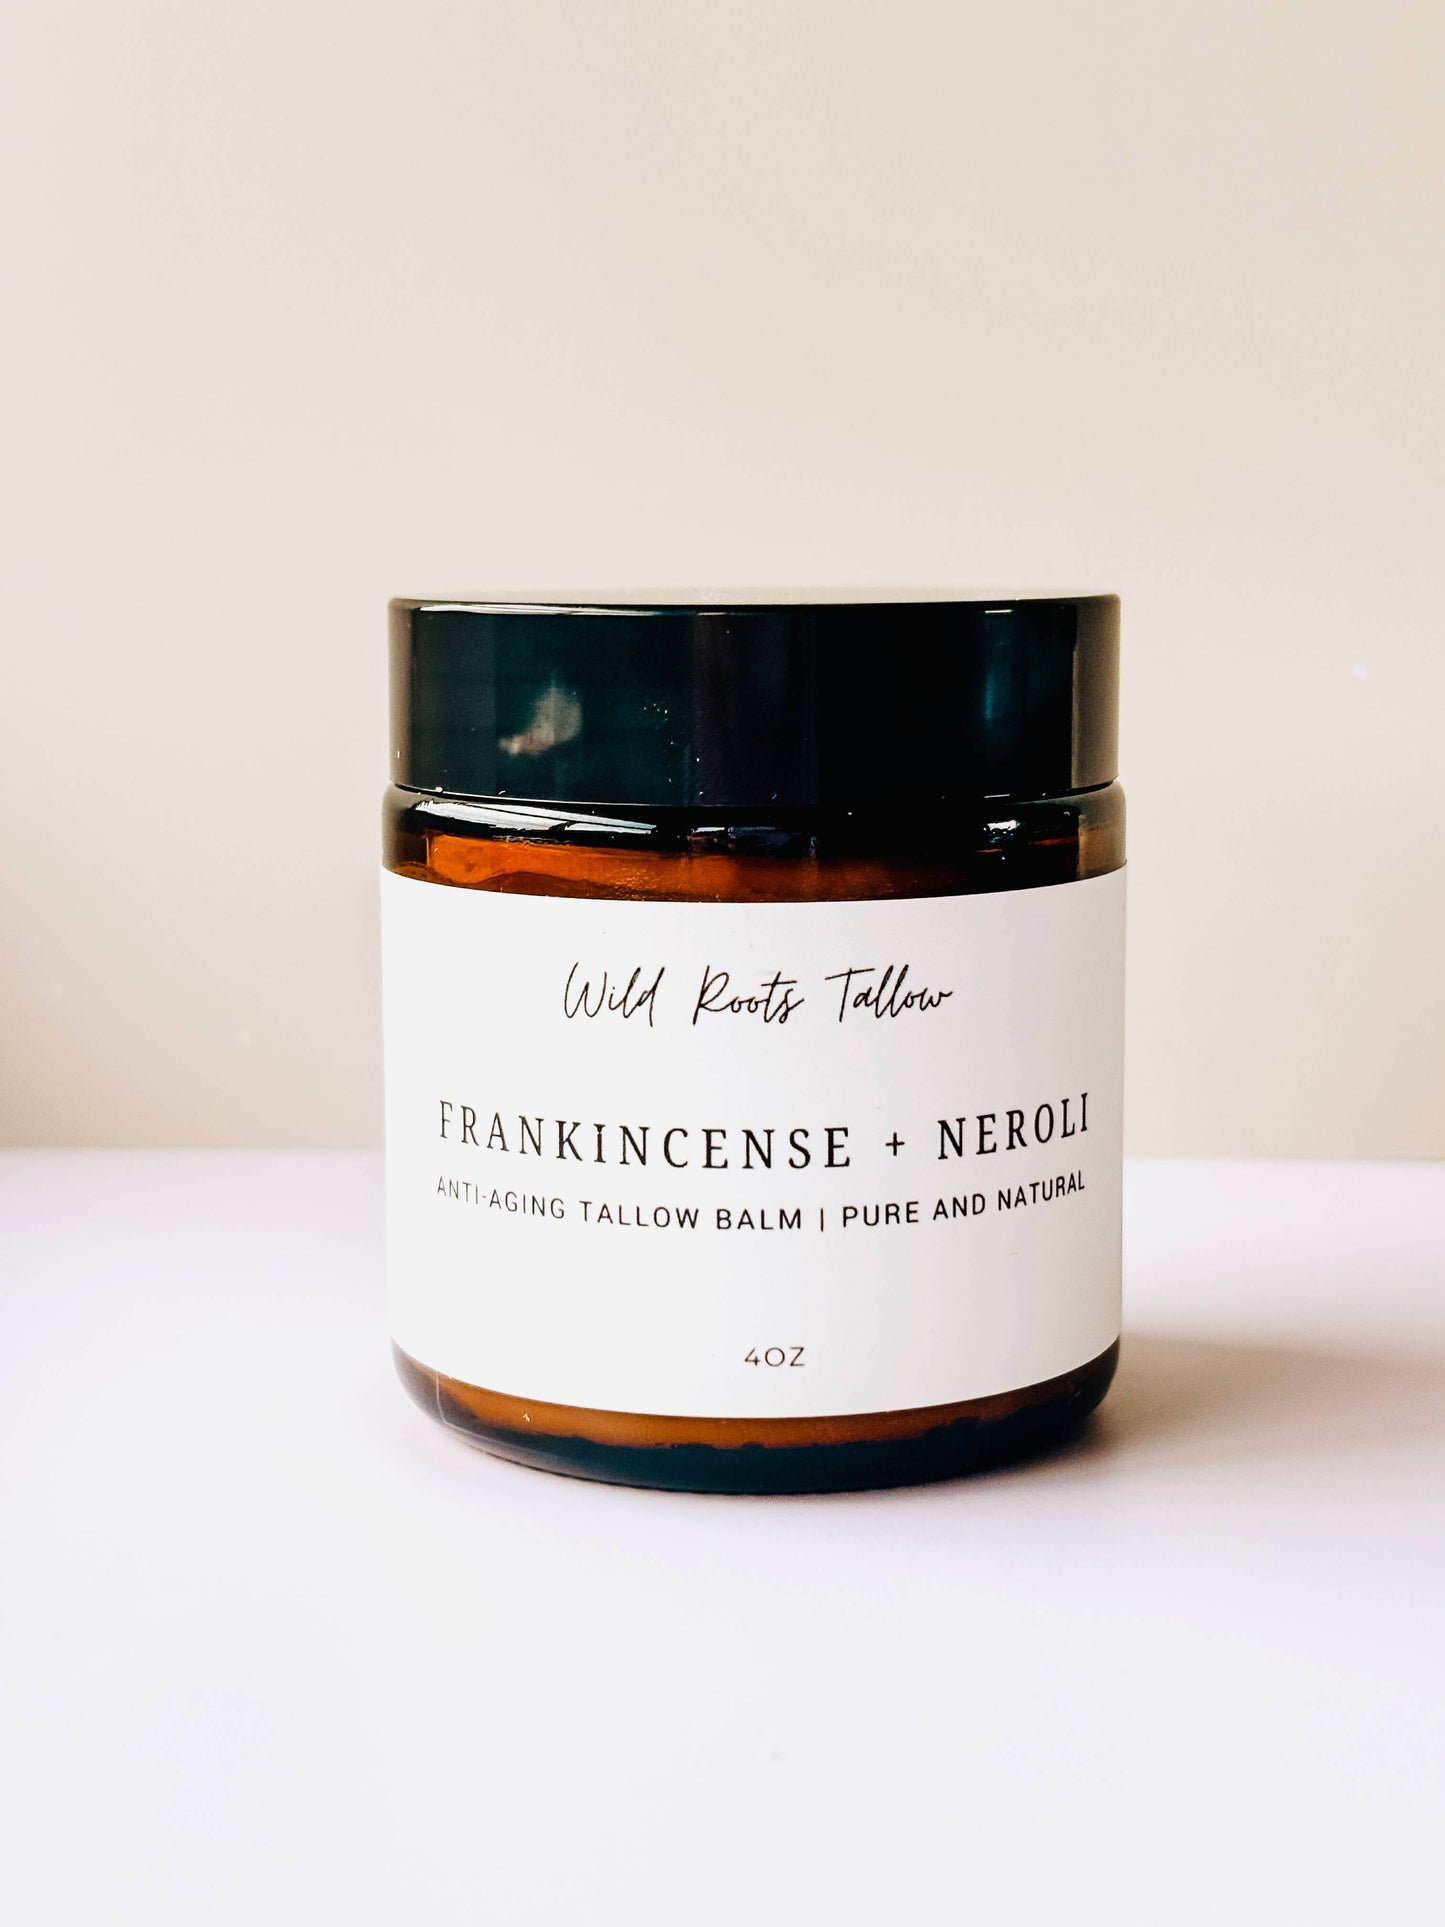 Wild Roots Tallow
FRANKINCENSE + NEROLI
ANTI-AGING TALLOW BALM | PURE AND NATURAL
4OZ